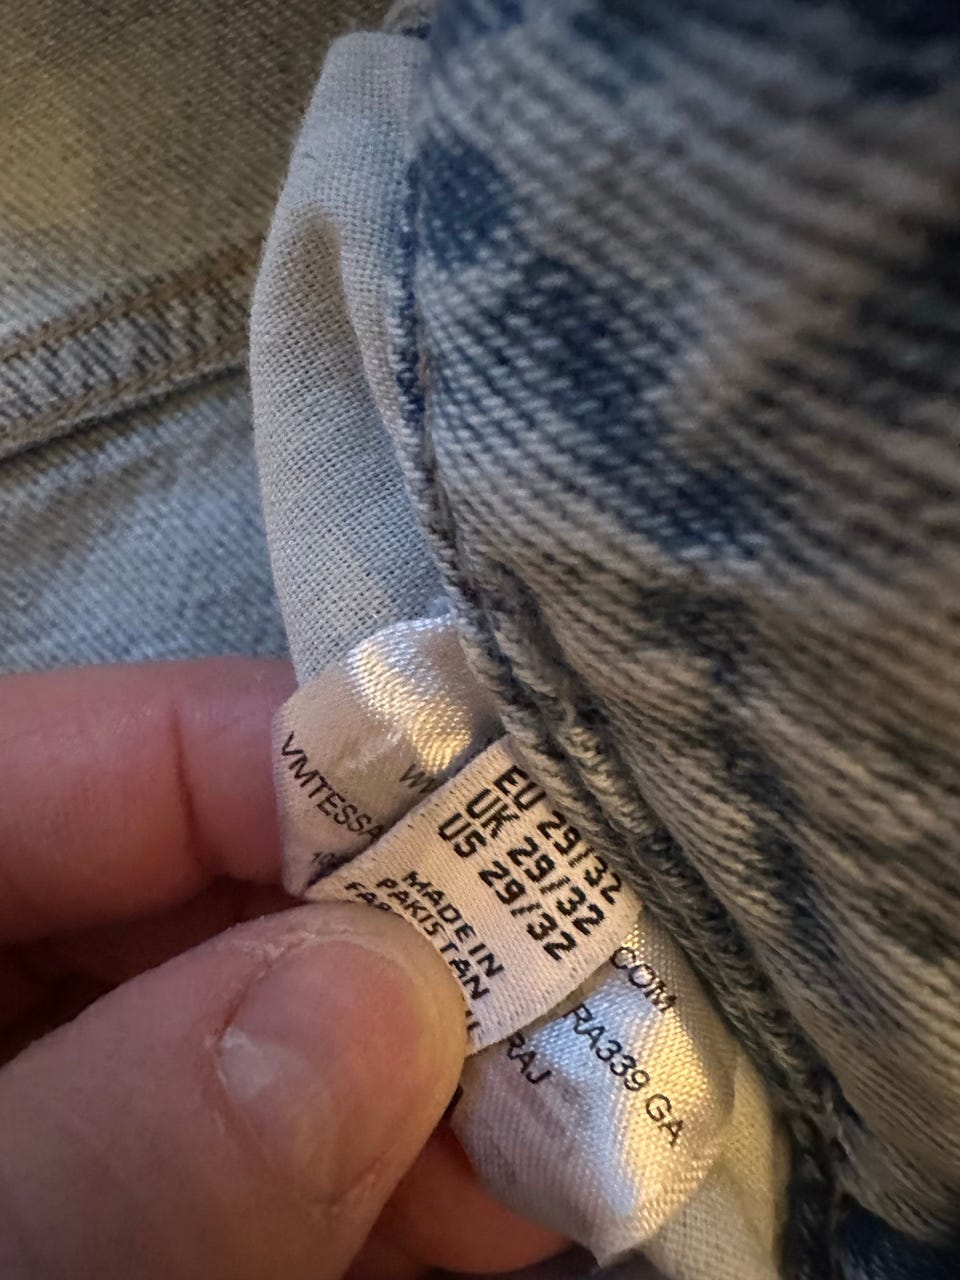 EU 29/32
UK 29/32
US 29/32
MADE IN
PAKISTAN
VMTESSA
COM
RA339 GA
RAJ